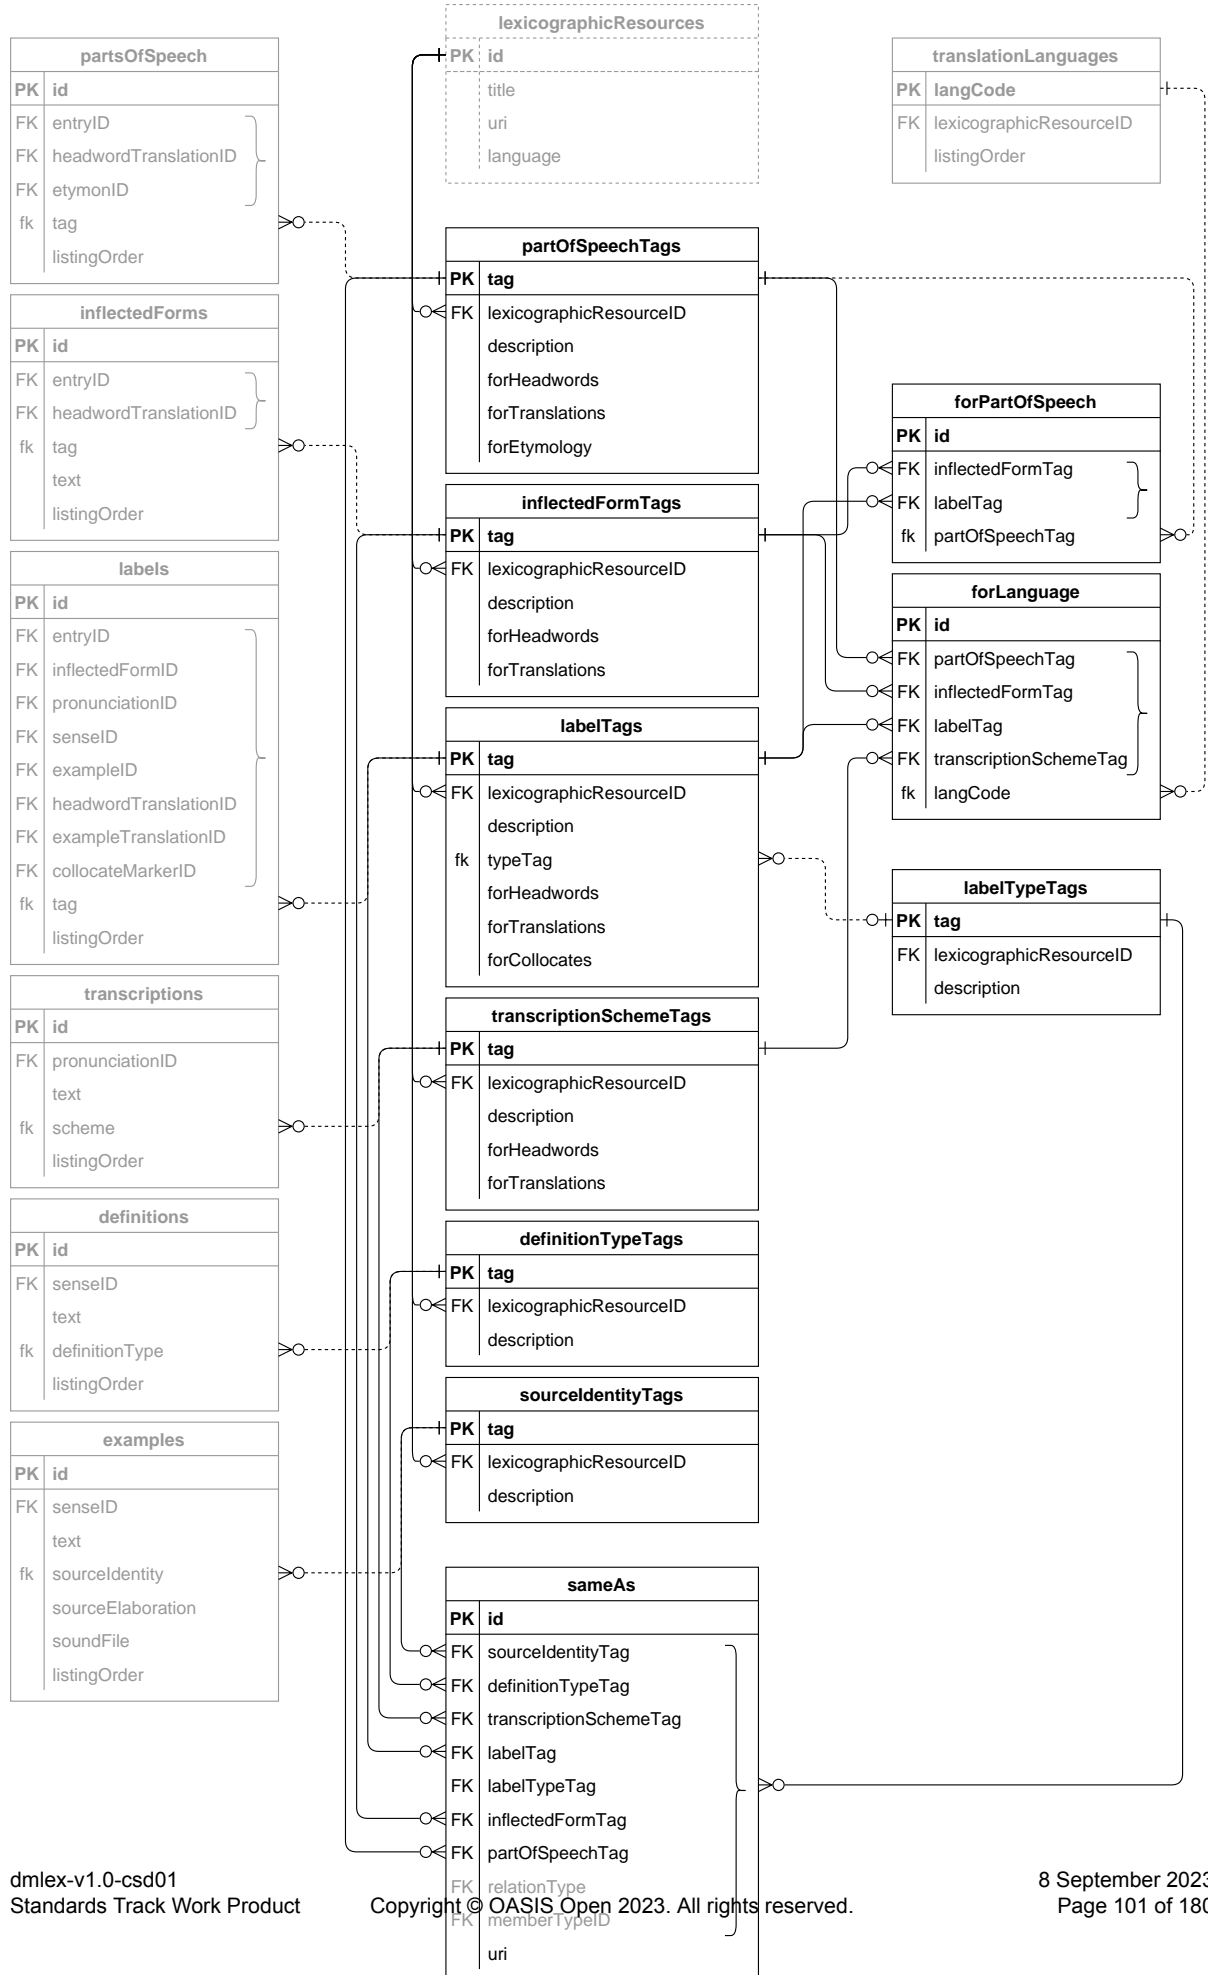 lexicographicResources
PK id
title
uri
language
partsOfSpeech
PK id
FK entryID
FK headwordTranslationID
FK etymonID
fk tag
listingOrder
translationLanguages
PK langCode
FK lexicographicResourceID
listingOrder
partOfSpeechTags
PK tag
FK lexicographicResourceID
description
forHeadwords
forTranslations
forEtymology
inflectedForms
PK id
FK entryID
FK headwordTranslationID
fk tag
text
listingOrder
forPartOfSpeech
PK id
FK inflectedFormTag
FK labelTag
fk partOfSpeechTag
inflectedFormTags
PK tag
FK lexicographicResourceID
description
forHeadwords
forTranslations
labels
PK id
FK entryID
FK inflectedFormID
FK pronunciationID
FK senseID
FK exampleID
FK headwordTranslationID
FK exampleTranslationID
FK collocateMarkerID
fk tag
listingOrder
forLanguage
PK id
FK partOfSpeechTag
FK inflectedFormTag
FK labelTag
FK transcriptionSchemeTag
fk langCode
labelTags
PK tag
FK lexicographicResourceID
description
fk typeTag
forHeadwords
forTranslations
forCollocates
labelTypeTags
PK tag
FK lexicographicResourceID
description
transcriptions
PK id
FK pronunciationID
text
fk scheme
listingOrder
transcriptionSchemeTags
PK tag
FK lexicographicResourceID
description
forHeadwords
forTranslations
definitions
PK id
FK senseID
text
fk definitionType
listingOrder
definitionTypeTags
PK tag
FK lexicographicResourceID
description
sourceIdentityTags
PK tag
FK lexicographicResourceID
description
examples
PK id
FK senseID
text
fk sourceIdentity
sourceElaboration
soundFile
listingOrder
sameAs
PK id
FK sourceIdentityTag
FK definitionTypeTag
FK transcriptionSchemeTag
FK labelTag
FK labelTypeTag
FK inflectedFormTag
FK partOfSpeechTag
FK relationType
FK memberTypeID
uri
dmlex-v1.0-csd01
Standards Track Work Product
Copyright © OASIS Open 2023. All rights reserved.
8 September 2023
Page 101 of 180